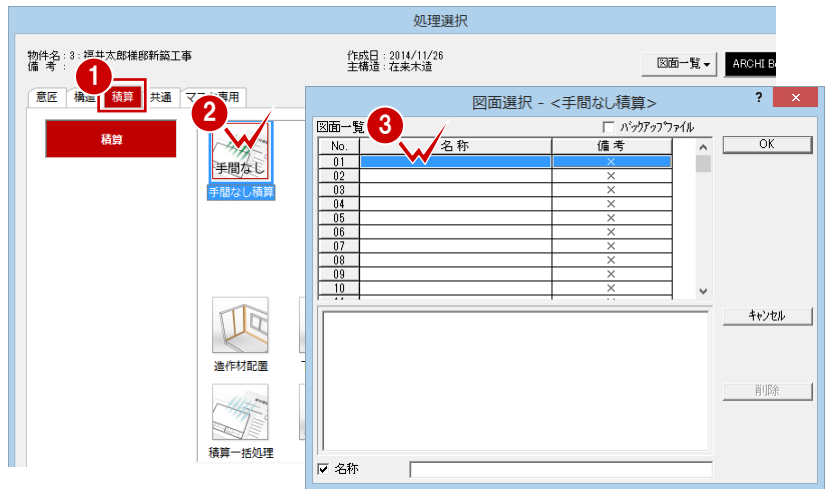 処理選択
物件名：3：福井太郎様邸新築工事
備 考：
作成日：2014/11/26
主構造：在来木造
図面一覧
ARCHI
意匠 構造 積算 共通 専用
1
積算
2
手間なし
手間なし積算
造作材配置
積算一括処理
図面選択 - <手間なし積算> ? ×
図面一覧 3 バックアップファイル
No. 名 称 備 考
01 ×
02 ×
03 ×
04 ×
05 ×
06 ×
07 ×
08 ×
09 ×
10 ×
OK
キャンセル
削除
名称